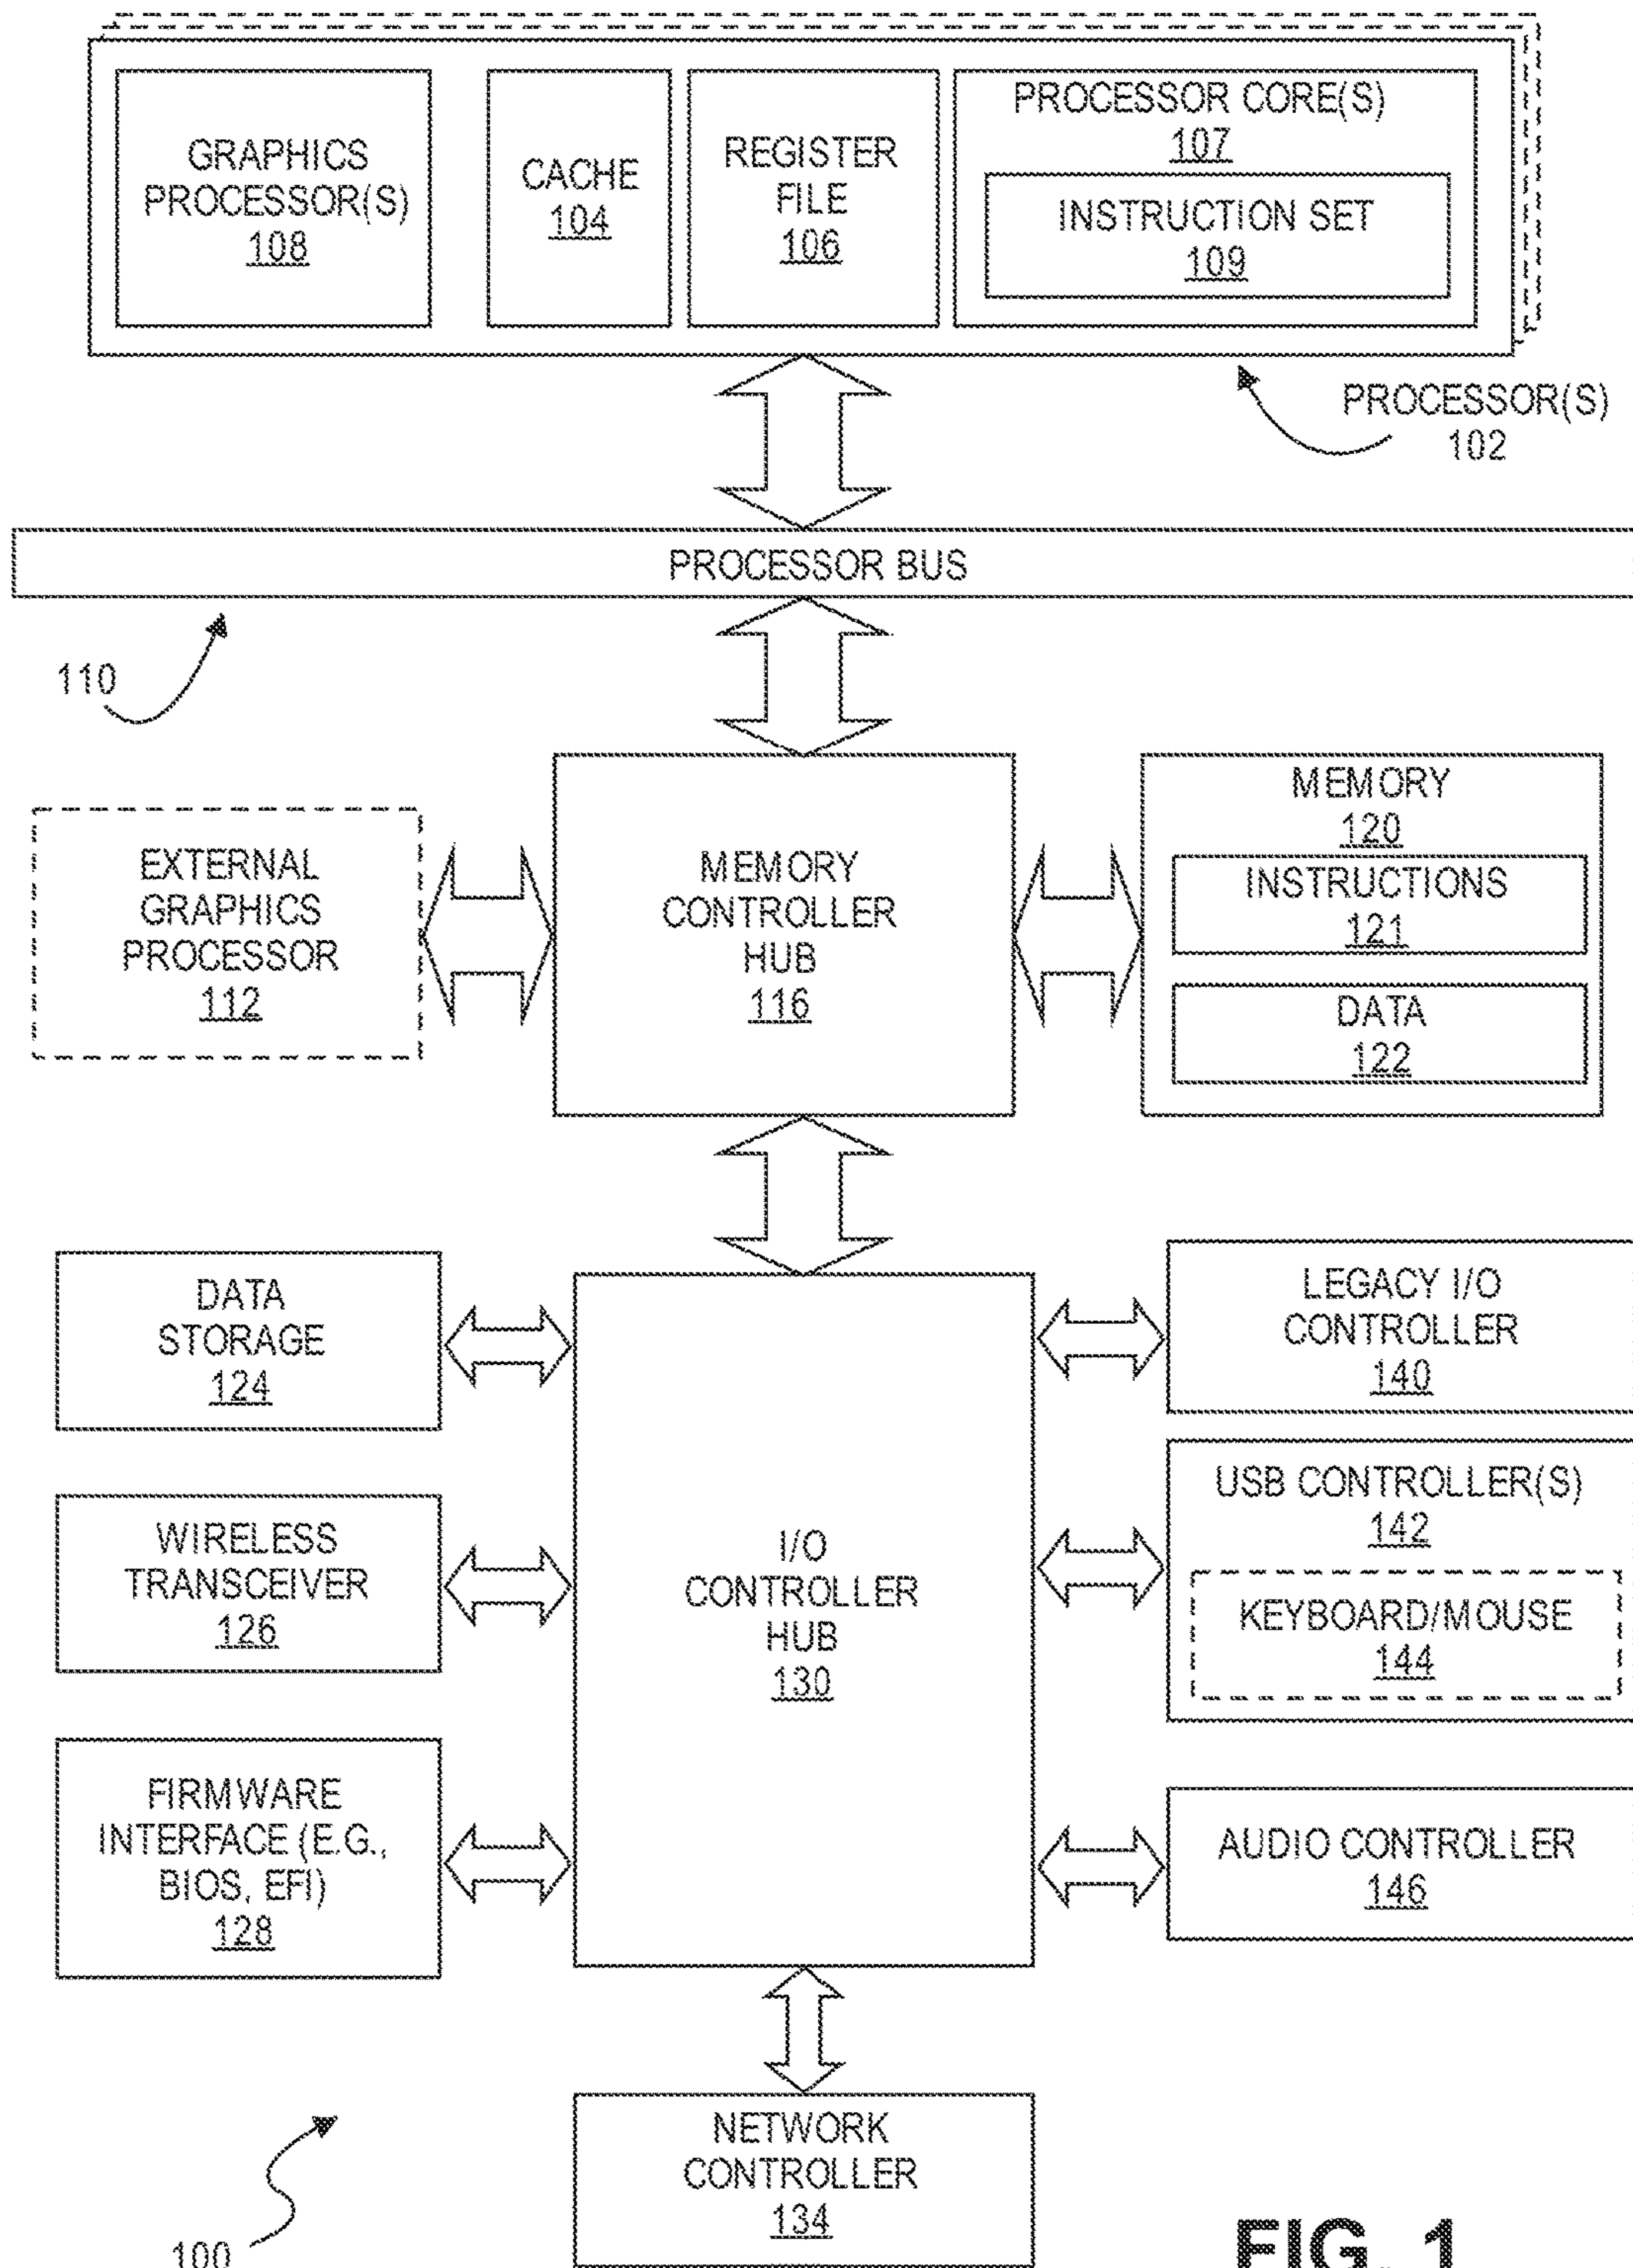 GRAPHICS
PROCESSOR(S)
108
CACHE
104
REGISTER
FILE
106
PROCESSOR CORE(S)
107
INSTRUCTION SET
109
PROCESSOR(S)
102
PROCESSOR BUS
110
EXTERNAL
GRAPHICS
PROCESSOR
112
MEMORY
CONTROLLER
HUB
116
MEMORY
120
INSTRUCTIONS
121
DATA
122
DATA
STORAGE
124
WIRELESS
TRANSCEIVER
126
FIRMWARE
INTERFACE (E.G.,
BIOS, EFI)
128
I/O
CONTROLLER
HUB
130
LEGACY I/O
CONTROLLER
140
USB CONTROLLER(S)
142
KEYBOARD/MOUSE
144
AUDIO CONTROLLER
146
NETWORK
CONTROLLER
134
100
FIG. 1